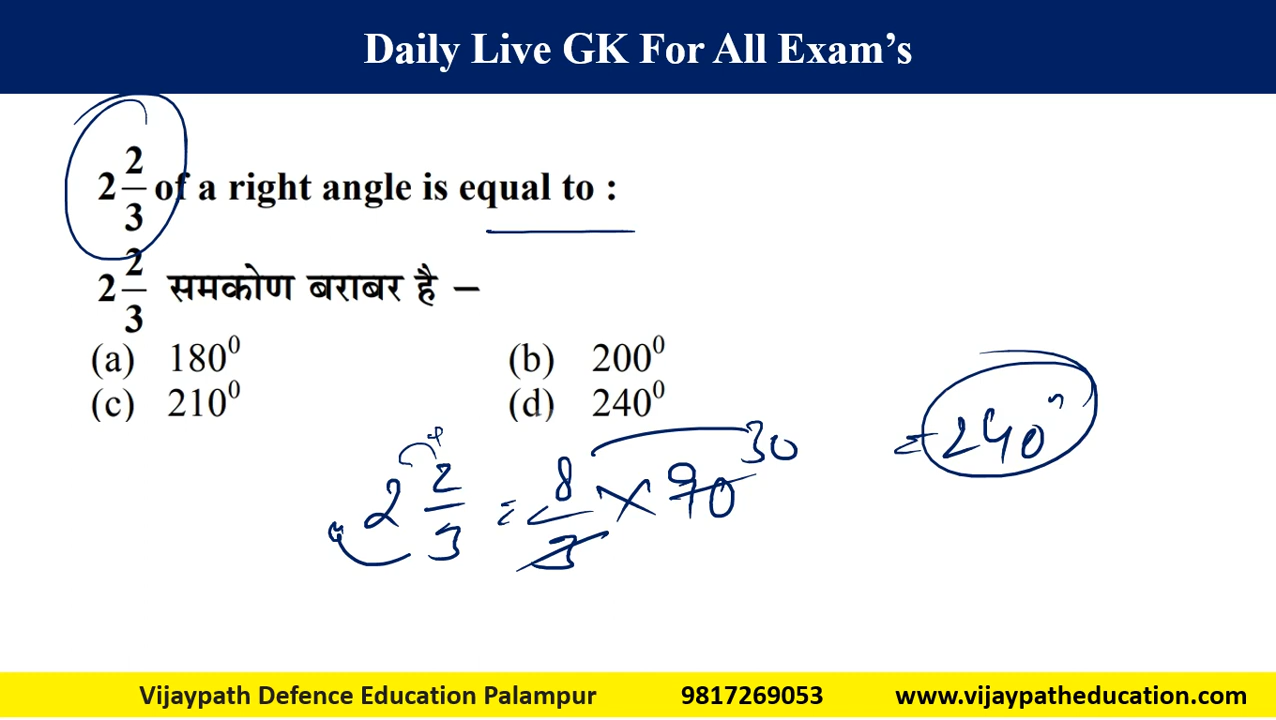 Daily Live GK For All Exam's
2 2/3 of a right angle is equal to :
2 2/3 समकोण बराबर है –
(a) 180⁰ (b) 200⁰
(c) 210⁰ (d) 240⁰
2 2/3 = 8/3 × 90 30 = 240°
Vijaypath Defence Education Palampur 9817269053 www.vijaypatheducation.com